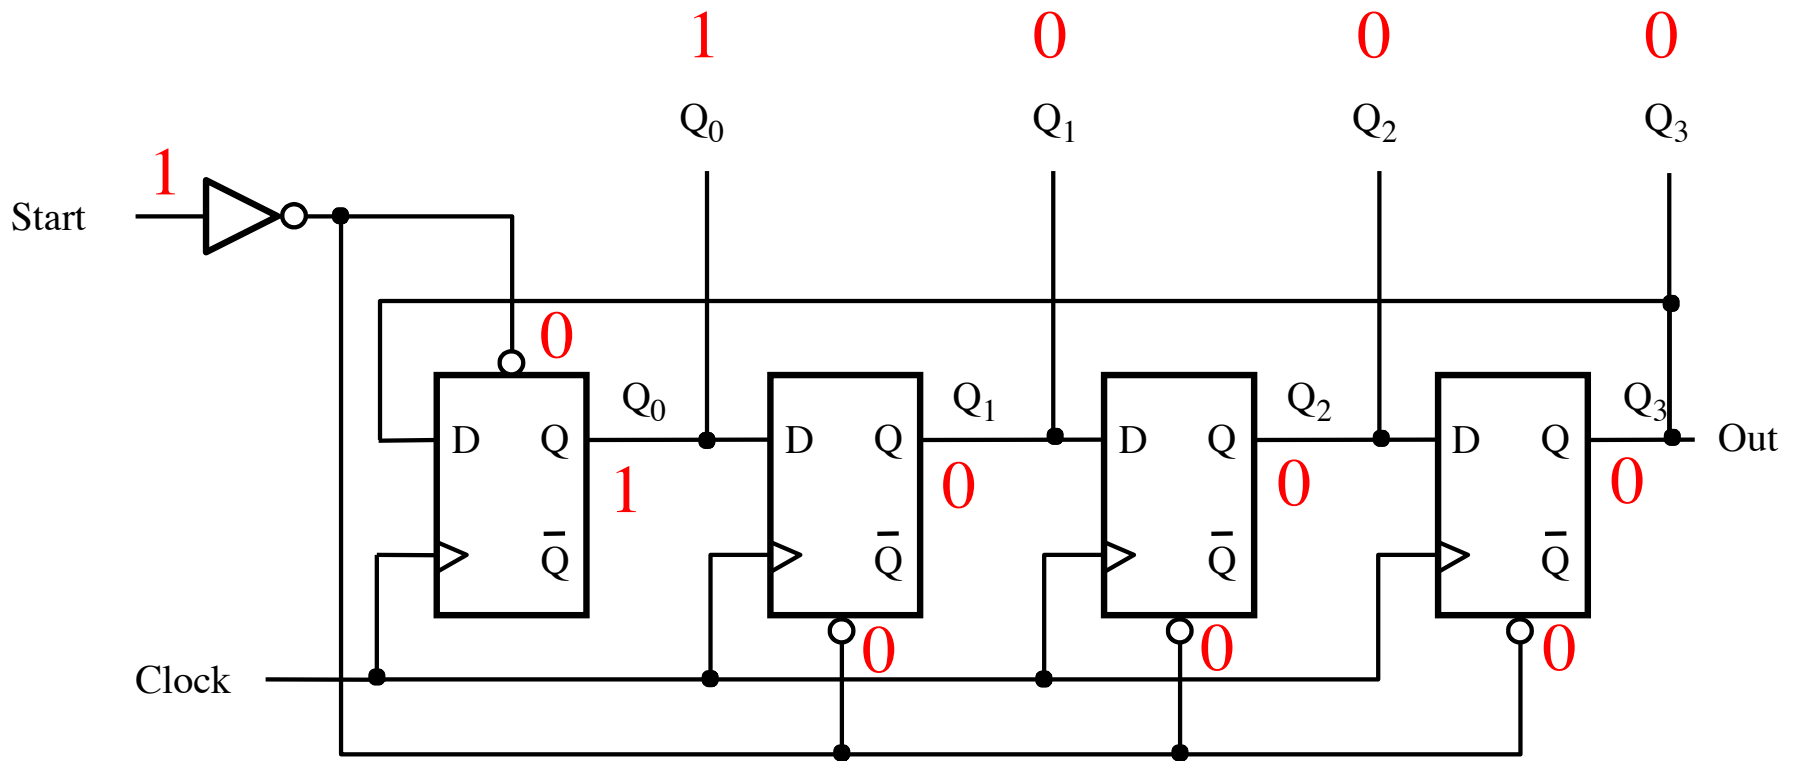 1 0 0 0
Q₀ Q₁ Q₂ Q₃
1
Start
0
Q₀ Q₁ Q₂ Q₃
D Q D Q D Q D Q Out
1 0 0 0
Q̅ Q̅ Q̅ Q̅
0 0 0
Clock